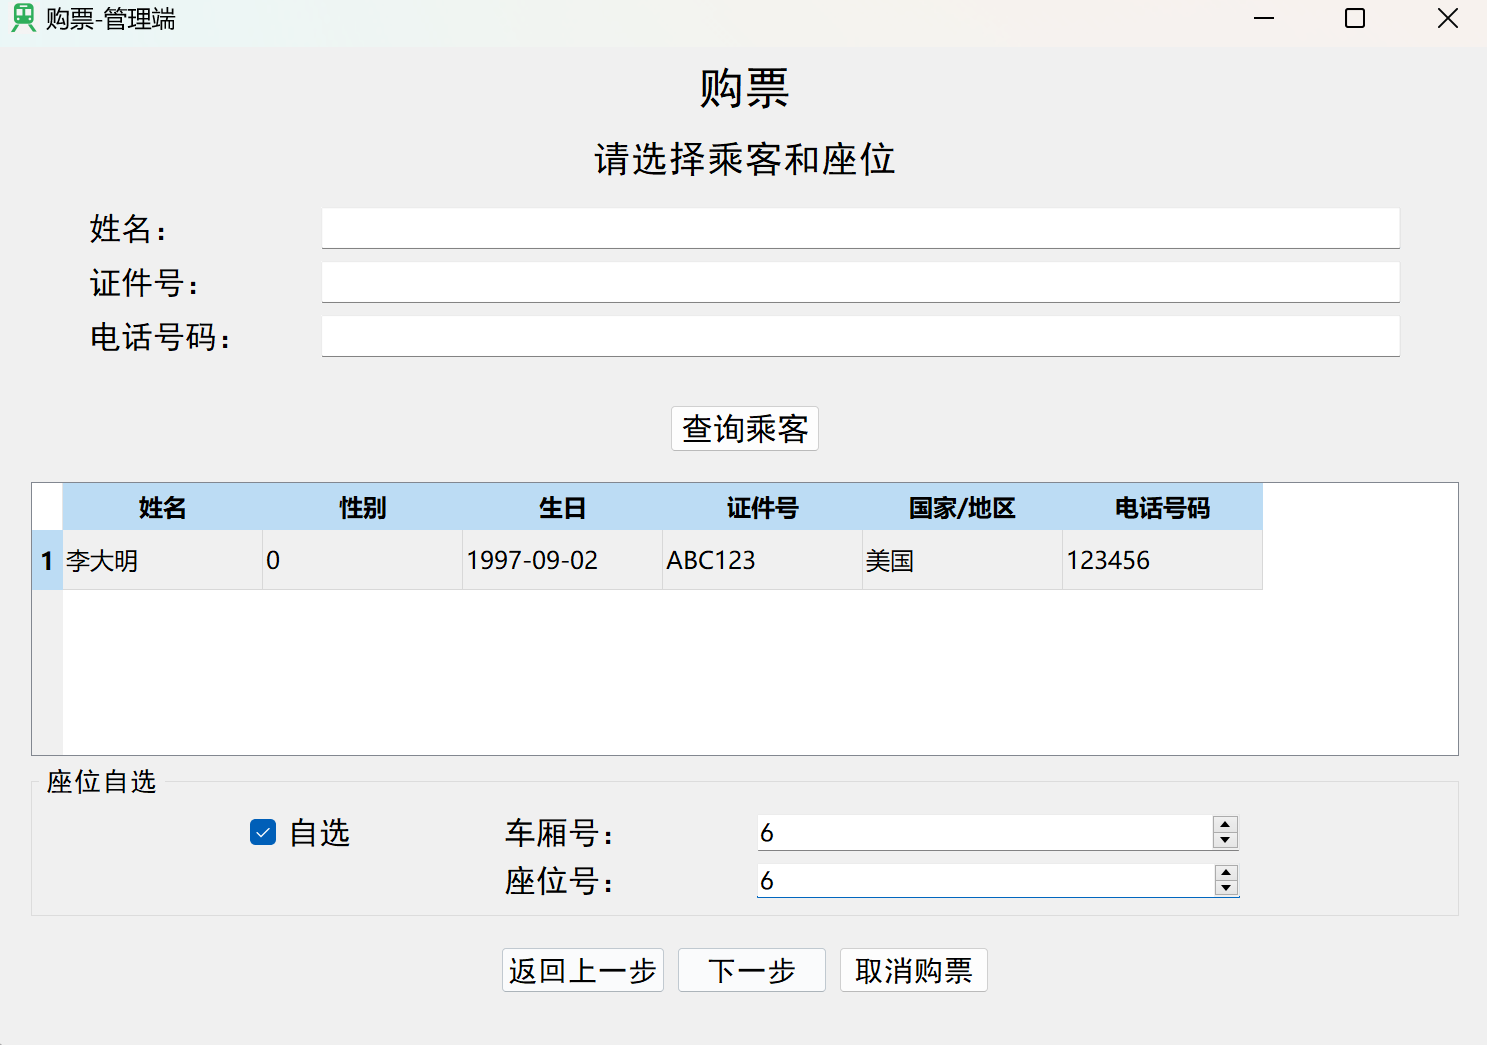 购票-管理端
购票
请选择乘客和座位
姓名：
证件号：
电话号码：
查询乘客
姓名 性别 生日 证件号 国家/地区 电话号码
1 李大明 0 1997-09-02 ABC123 美国 123456
座位自选
自选 车厢号： 6
座位号： 6
返回上一步 下一步 取消购票